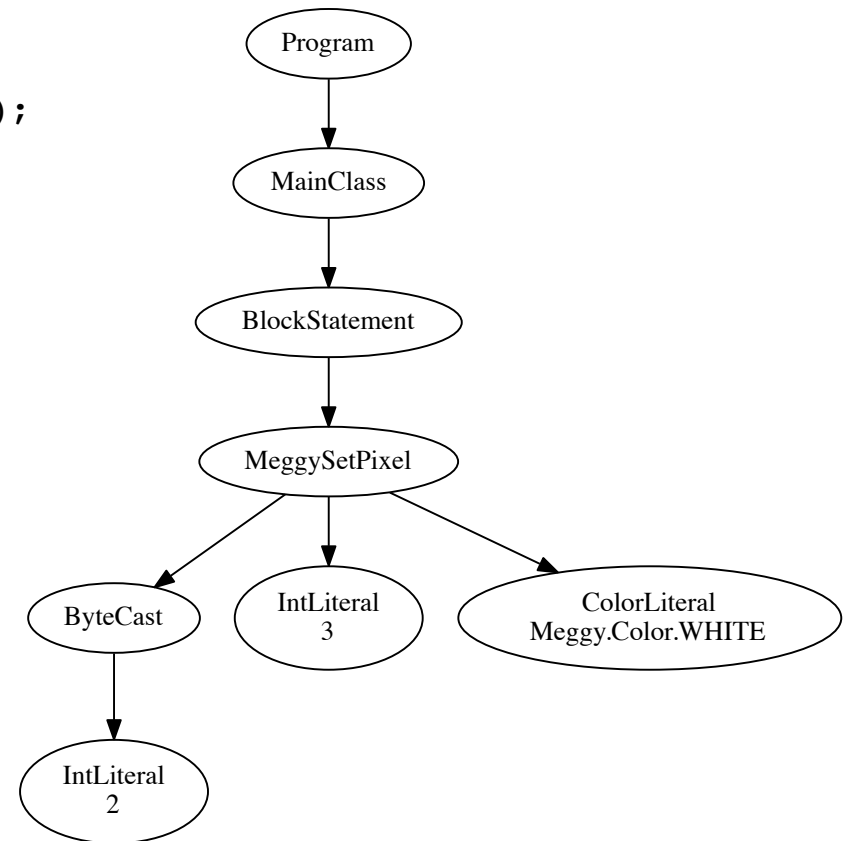 Program
);
MainClass
BlockStatement
MeggySetPixel
ByteCast
IntLiteral
3
ColorLiteral
Meggy.Color.WHITE
IntLiteral
2